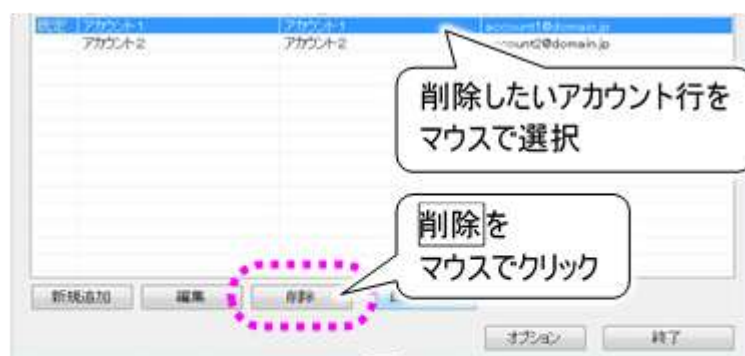 既定 アカウント1 アカウント1 account1@domain.jp
アカウント2 アカウント2 ount2@domain.jp
削除したいアカウント行を
マウスで選択
削除を
マウスでクリック
新規追加 編集 削除
オプション 終了